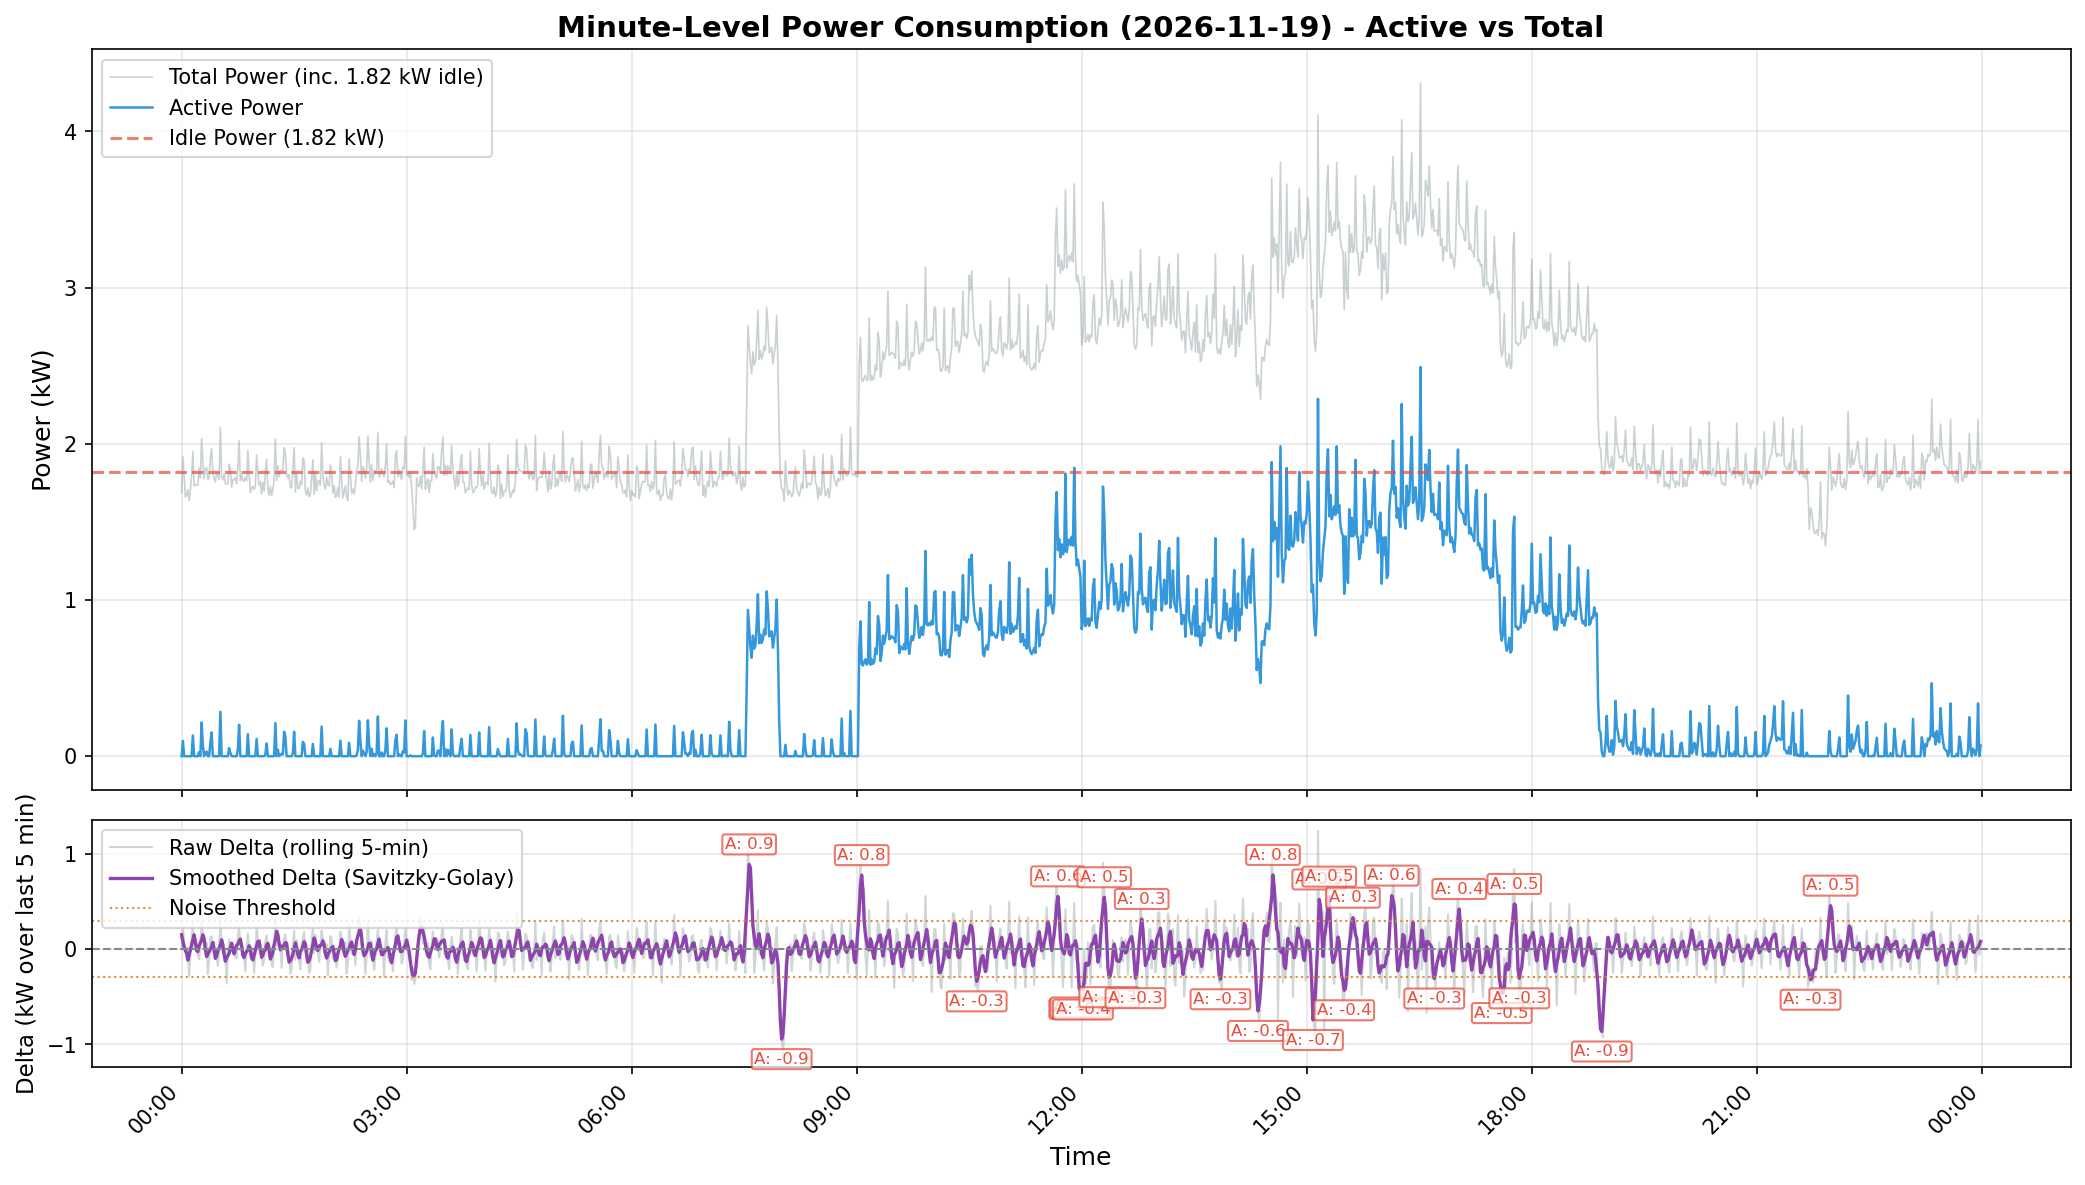 Minute-Level Power Consumption (2026-11-19) - Active vs Total
Total Power (inc. 1.82 kW idle)
Active Power
Idle Power (1.82 kW)
Power (kW)
4
3
2
1
0
Raw Delta (rolling 5-min)
Smoothed Delta (Savitzky-Golay)
Noise Threshold
Delta (kW over last 5 min)
1
0
−1
A: 0.9
A: 0.8
A: 0.6
A: 0.5
A: 0.3
A: 0.8
A: 0.5
A: 0.3
A: 0.6
A: 0.4
A: 0.5
A: 0.5
A: -0.9
A: -0.3
A: -0.4
A: -0.3
A: -0.3
A: -0.6
A: -0.7
A: -0.4
A: -0.3
A: -0.5
A: -0.3
A: -0.9
A: -0.3
00:00
03:00
06:00
09:00
12:00
15:00
18:00
21:00
00:00
Time